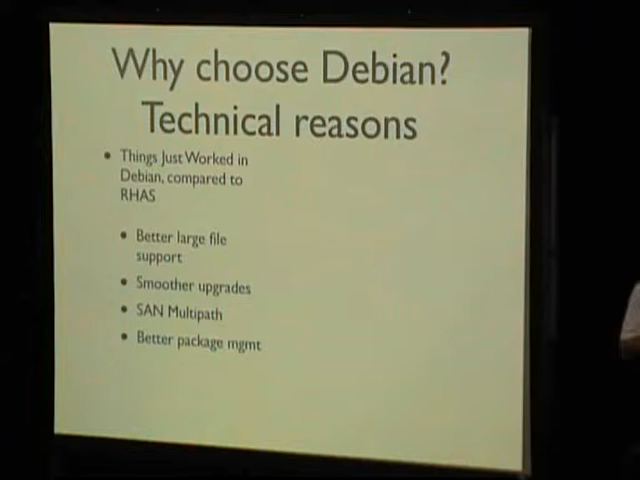 Why choose Debian?
Technical reasons
• Things Just Worked in
Debian, compared to
RHAS
• Better large file
support
• Smoother upgrades
• SAN Multipath
• Better package mgmt